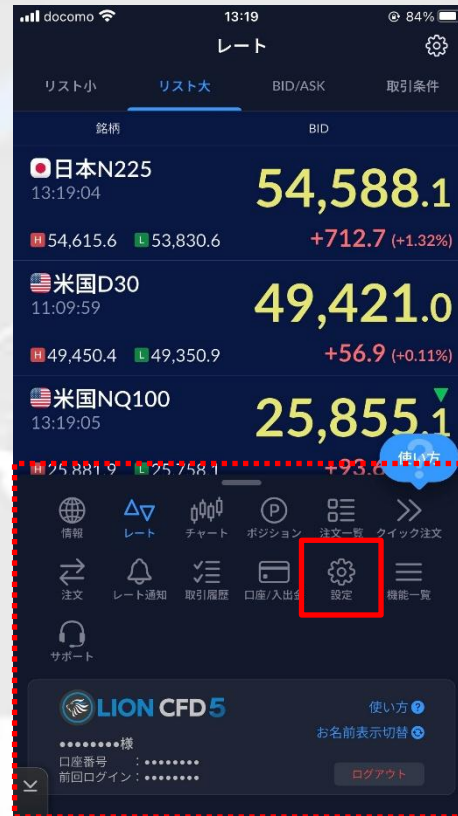 docomo 13:19 84%
レート
リスト小 リスト大 BID/ASK 取引条件
銘柄 BID
日本N225
13:19:04
54,588.1
H 54,615.6 L 53,830.6 +712.7 (+1.32%)
米国D30
11:09:59
49,421.0
H 49,450.4 L 49,350.9 +56.9 (+0.11%)
米国NQ100
13:19:05
25,855.1
使い方
H 25,881.9 L 25,758.1 +93.6
情報 レート チャート ポジション 注文一覧 クイック注文
注文 レート通知 取引履歴 口座/入出金 設定 機能一覧
サポート
LION CFD 5
使い方 ?
お名前表示切替
••••••••様
口座番号 : ••••••••
前回ログイン : ••••••••
ログアウト